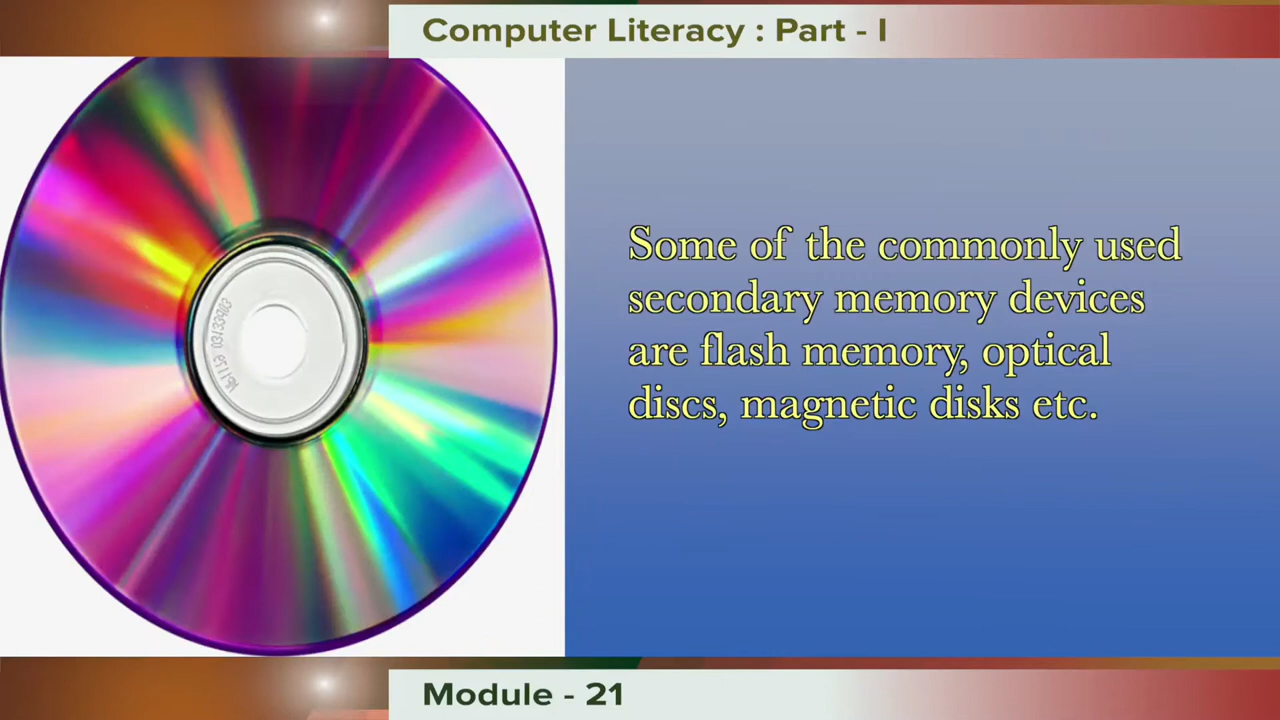 Computer Literacy : Part - I
Some of the commonly used
secondary memory devices
are flash memory, optical
discs, magnetic disks etc.
Module - 21